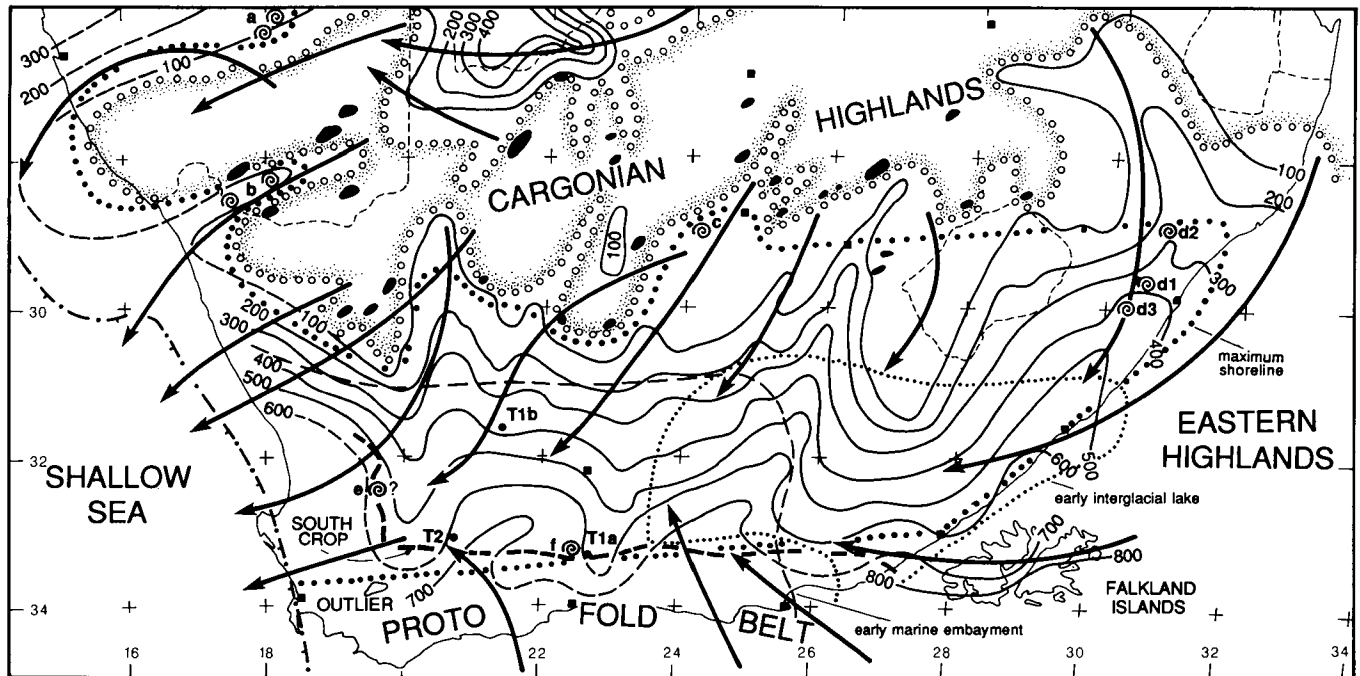 a
300
200
100
200
300
400
HIGHLANDS
CARGONIAN
b
c
100
100
200
d2
d1
d3
300
400
maximum
shoreline
30
200
100
300
400
500
600
T1b
EASTERN
HIGHLANDS
32
SHALLOW
SEA
e
?
500
600
early interglacial lake
SOUTH
CROP
T2
f
T1a
700
800
800
OUTLIER
700
FALKLAND
ISLANDS
34
PROTO
FOLD
BELT
early marine embayment
16
18
20
22
24
26
28
30
32
34